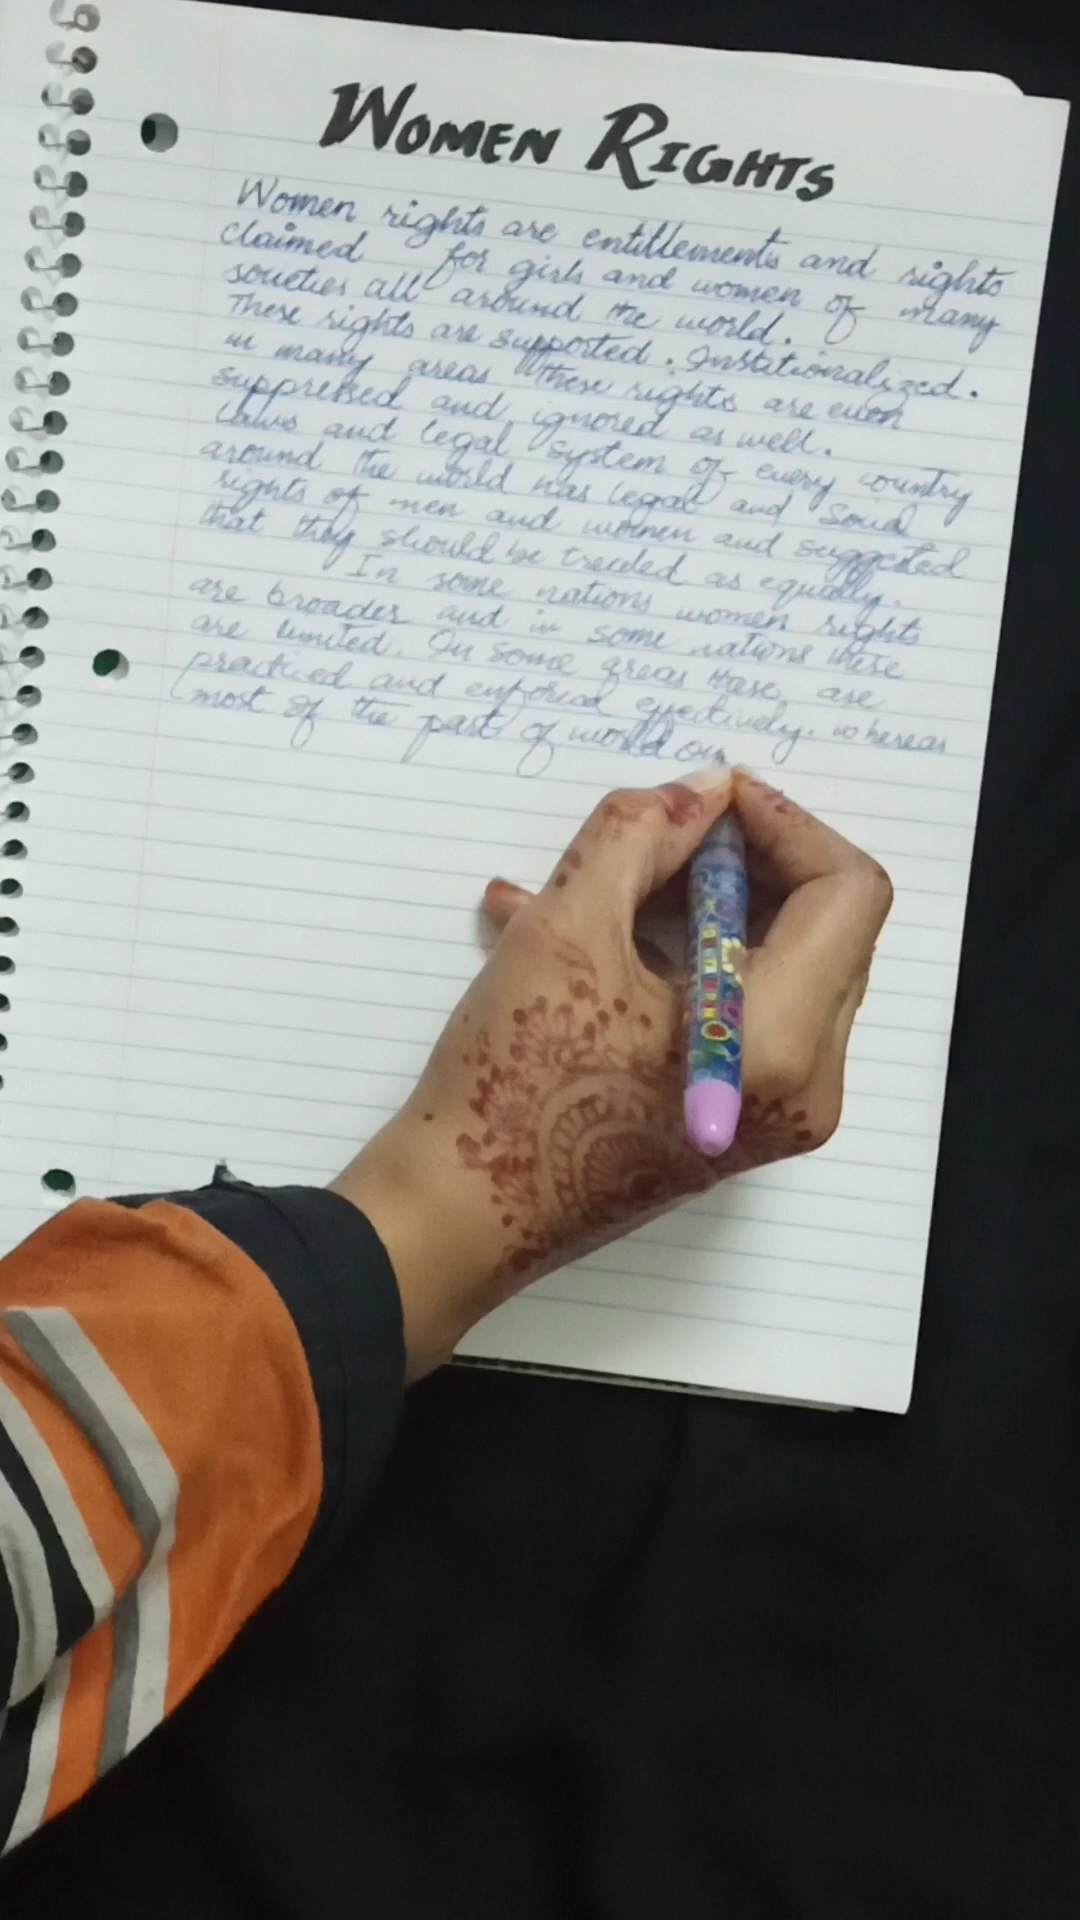 WOMEN RIGHTS
Women rights are entitlements and rights
claimed for girls and women of many
societies all around the world.
These rights are supported. Instationalized.
in many areas these rights are even
suppressed and ignored as well.
Laws and legal system of every country
around the world has legal and social
rights of men and women and suggested
that they should be treated as equally.
In some nations women rights
are broader and in some nations these
are limited. In some areas these are
practiced and enforced effectively. whereas
most of the part of world